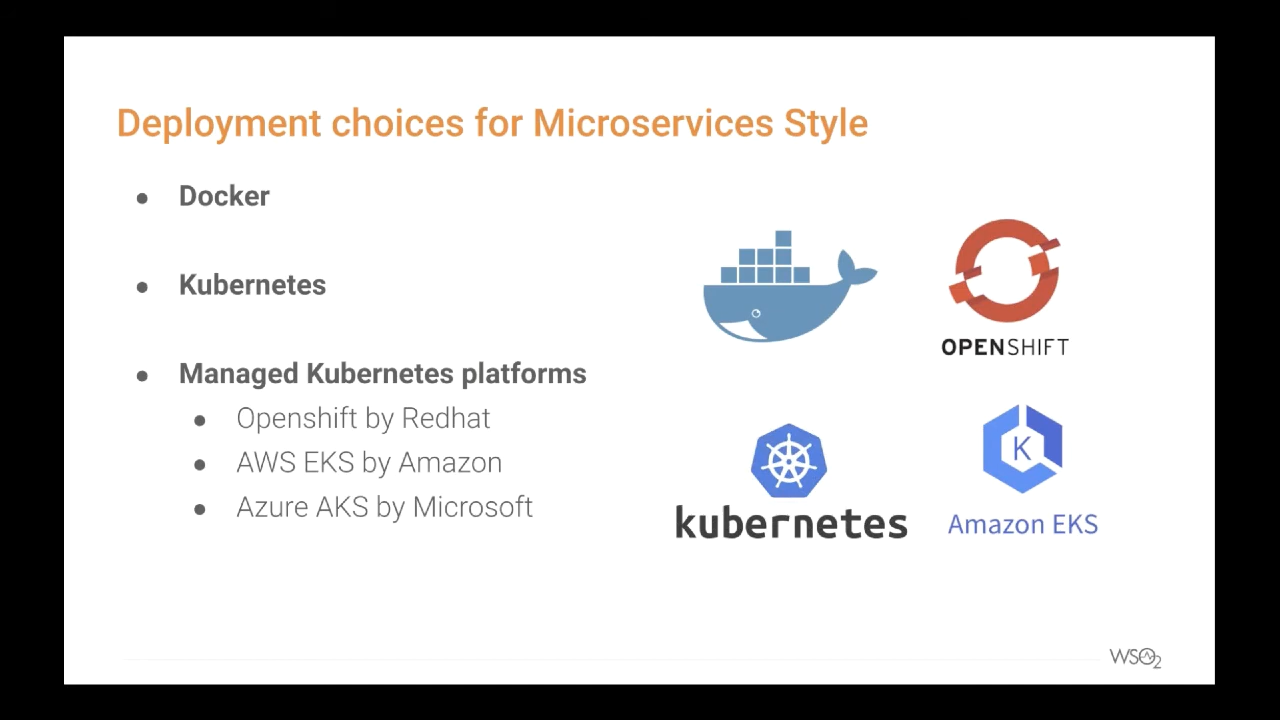 Deployment choices for Microservices Style
● Docker
● Kubernetes
● Managed Kubernetes platforms
● Openshift by Redhat
● AWS EKS by Amazon
● Azure AKS by Microsoft
OPENSHIFT
kubernetes
K
Amazon EKS
WSO2